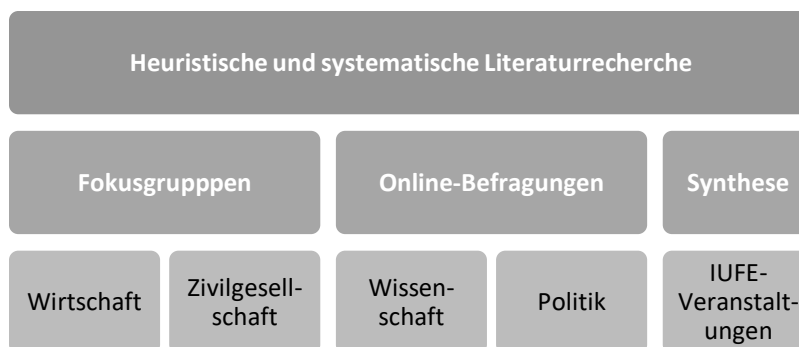 Heuristische und systematische Literaturrecherche
Fokusgrupppen
Online-Befragungen
Synthese
Wirtschaft
Zivilgesell-
schaft
Wissen-
schaft
Politik
IUFE-
Veranstalt-
ungen